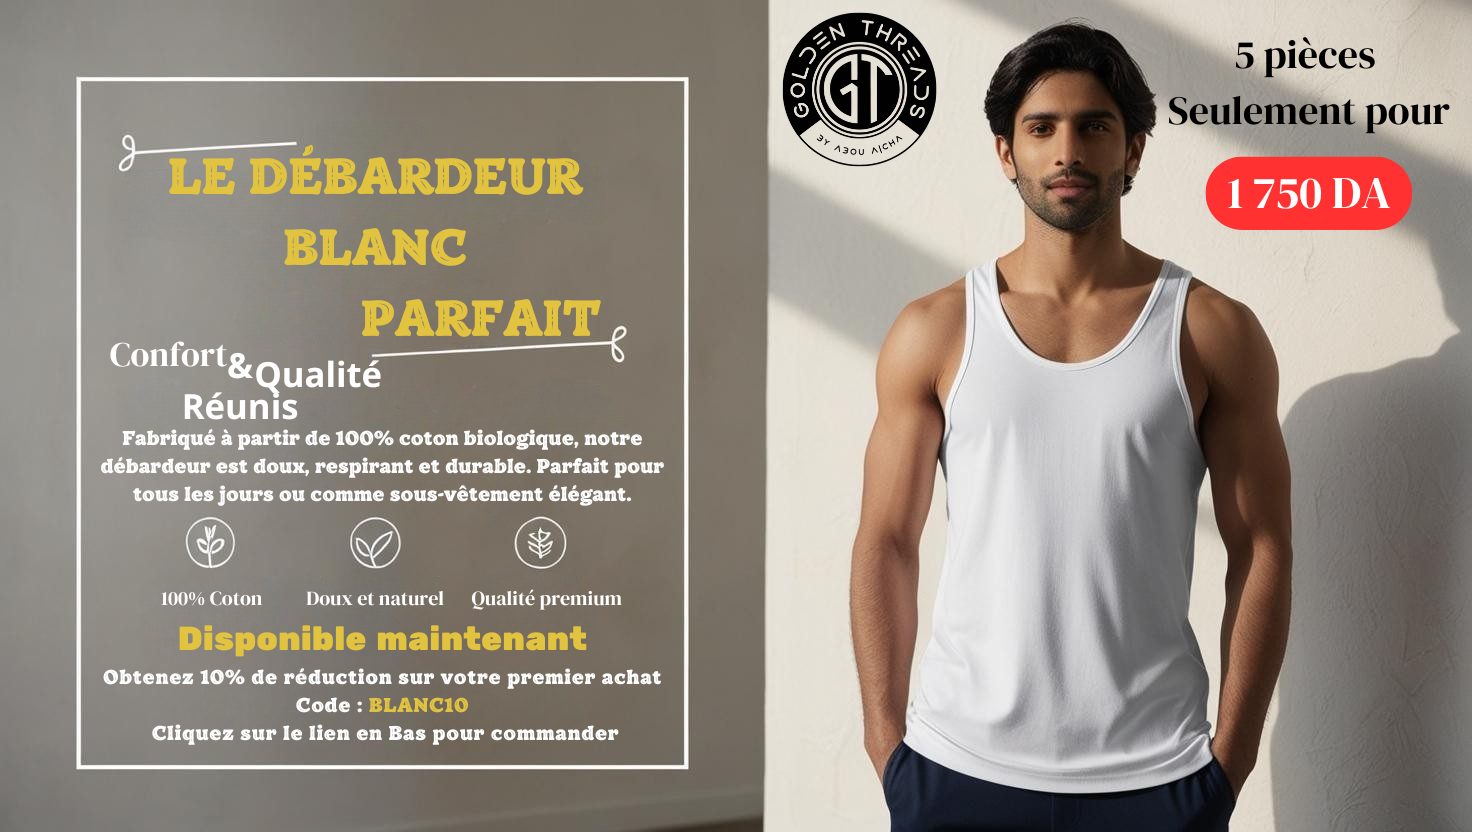 LE DÉBARDEUR
BLANC
PARFAIT
Confort & Qualité
Réunis
Fabriqué à partir de 100% coton biologique, notre
débardeur est doux, respirant et durable. Parfait pour
tous les jours ou comme sous-vêtement élégant.
100% Coton
Doux et naturel
Qualité premium
Disponible maintenant
Obtenez 10% de réduction sur votre premier achat
Code : BLANC10
Cliquez sur le lien en Bas pour commander
GOLDEN THREADS
GT
BY ABOU AICHA
5 pièces
Seulement pour
1 750 DA